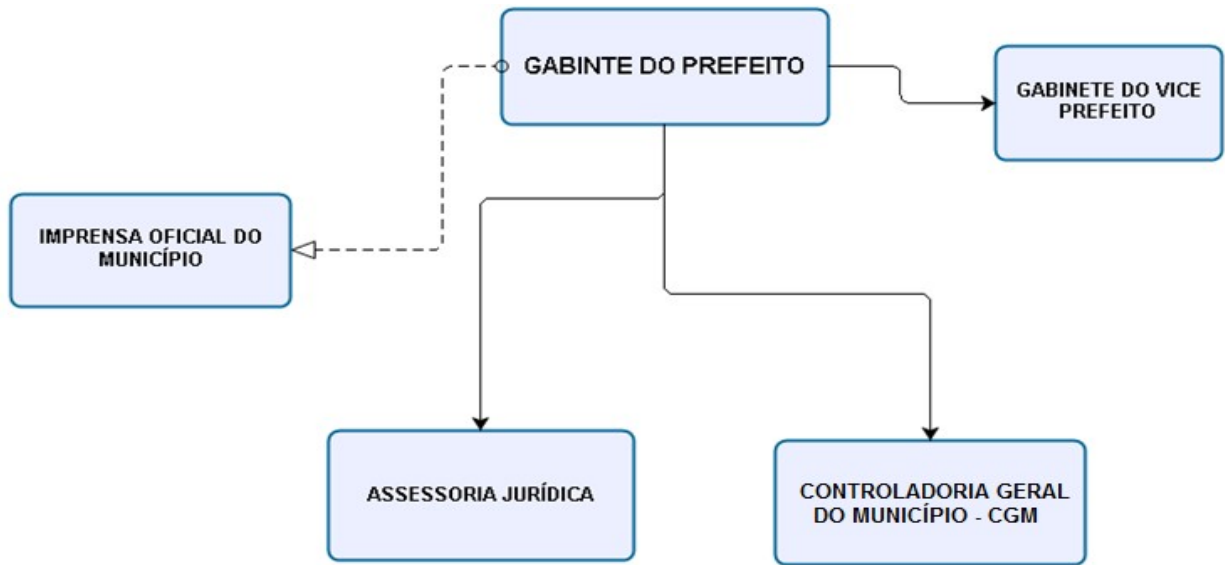 GABINTE DO PREFEITO
GABINETE DO VICE
PREFEITO
IMPRENSA OFICIAL DO
MUNICÍPIO
ASSESSORIA JURÍDICA
CONTROLADORIA GERAL
DO MUNICÍPIO - CGM